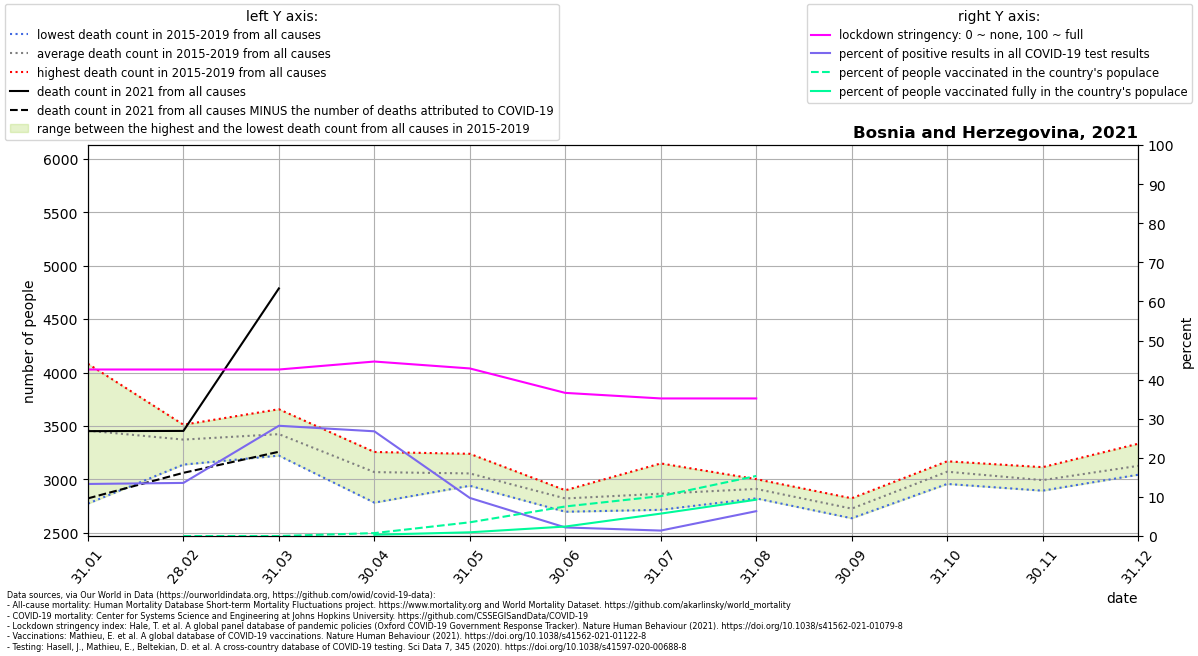 left Y axis:
lowest death count in 2015-2019 from all causes
average death count in 2015-2019 from all causes
highest death count in 2015-2019 from all causes
death count in 2021 from all causes
death count in 2021 from all causes MINUS the number of deaths attributed to COVID-19
range between the highest and the lowest death count from all causes in 2015-2019
right Y axis:
lockdown stringency: 0 ~ none, 100 ~ full
percent of positive results in all COVID-19 test results
percent of people vaccinated in the country's populace
percent of people vaccinated fully in the country's populace
Bosnia and Herzegovina, 2021
6000
5500
5000
4500
4000
3500
3000
2500
number of people
100
90
80
70
60
50
40
30
20
10
0
percent
31.01
28.02
31.03
30.04
31.05
30.06
31.07
31.08
30.09
31.10
30.11
31.12
date
Data sources, via Our World in Data (https://ourworldindata.org, https://github.com/owid/covid-19-data):
- All-cause mortality: Human Mortality Database Short-term Mortality Fluctuations project. https://www.mortality.org and World Mortality Dataset. https://github.com/akarlinsky/world_mortality
- COVID-19 mortality: Center for Systems Science and Engineering at Johns Hopkins University. https://github.com/CSSEGISandData/COVID-19
- Lockdown stringency index: Hale, T. et al. A global panel database of pandemic policies (Oxford COVID-19 Government Response Tracker). Nature Human Behaviour (2021). https://doi.org/10.1038/s41562-021-01079-8
- Vaccinations: Mathieu, E. et al. A global database of COVID-19 vaccinations. Nature Human Behaviour (2021). https://doi.org/10.1038/s41562-021-01122-8
- Testing: Hasell, J., Mathieu, E., Beltekian, D. et al. A cross-country database of COVID-19 testing. Sci Data 7, 345 (2020). https://doi.org/10.1038/s41597-020-00688-8